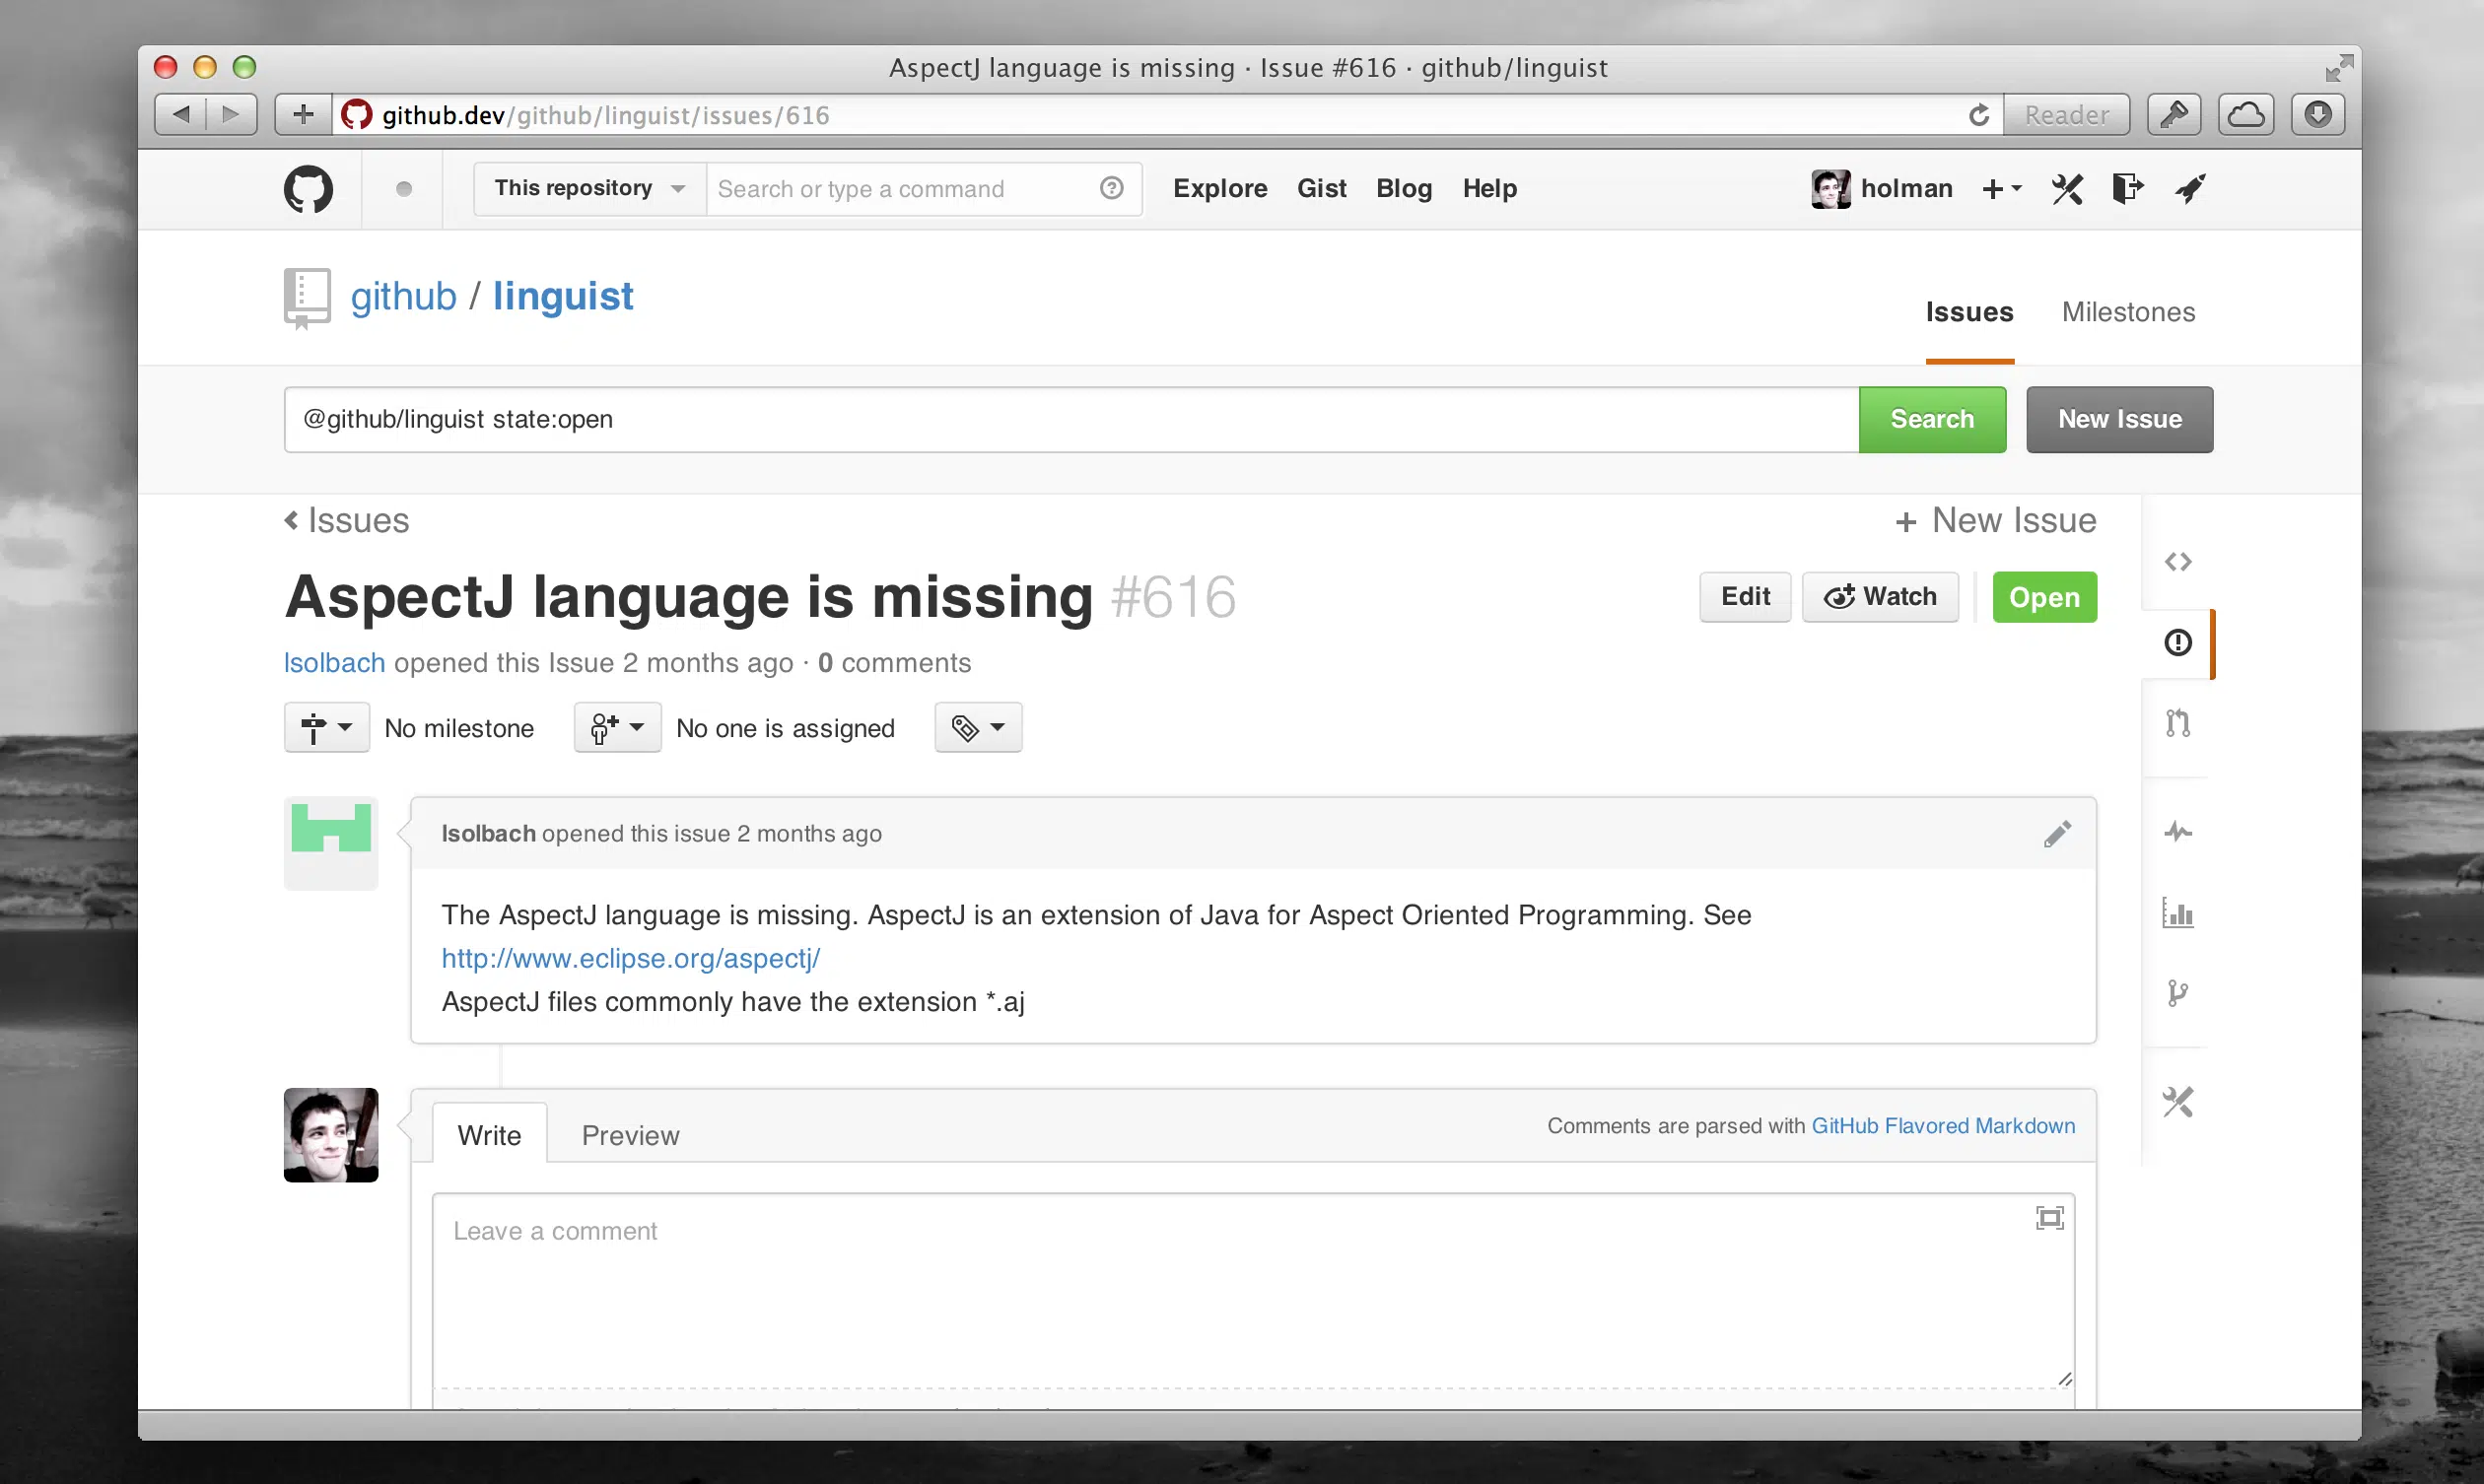 AspectJ language is missing · Issue #616 · github/linguist
github.dev/github/linguist/issues/616
Reader
This repository
Search or type a command
Explore Gist Blog Help
holman
github / linguist
Issues Milestones
@github/linguist state:open
Search
New Issue
Issues
+ New Issue
AspectJ language is missing #616
Edit
Watch
Open
lsolbach opened this Issue 2 months ago · 0 comments
No milestone
No one is assigned
lsolbach opened this issue 2 months ago
The AspectJ language is missing. AspectJ is an extension of Java for Aspect Oriented Programming. See
http://www.eclipse.org/aspectj/
AspectJ files commonly have the extension *.aj
Write Preview
Comments are parsed with GitHub Flavored Markdown
Leave a comment